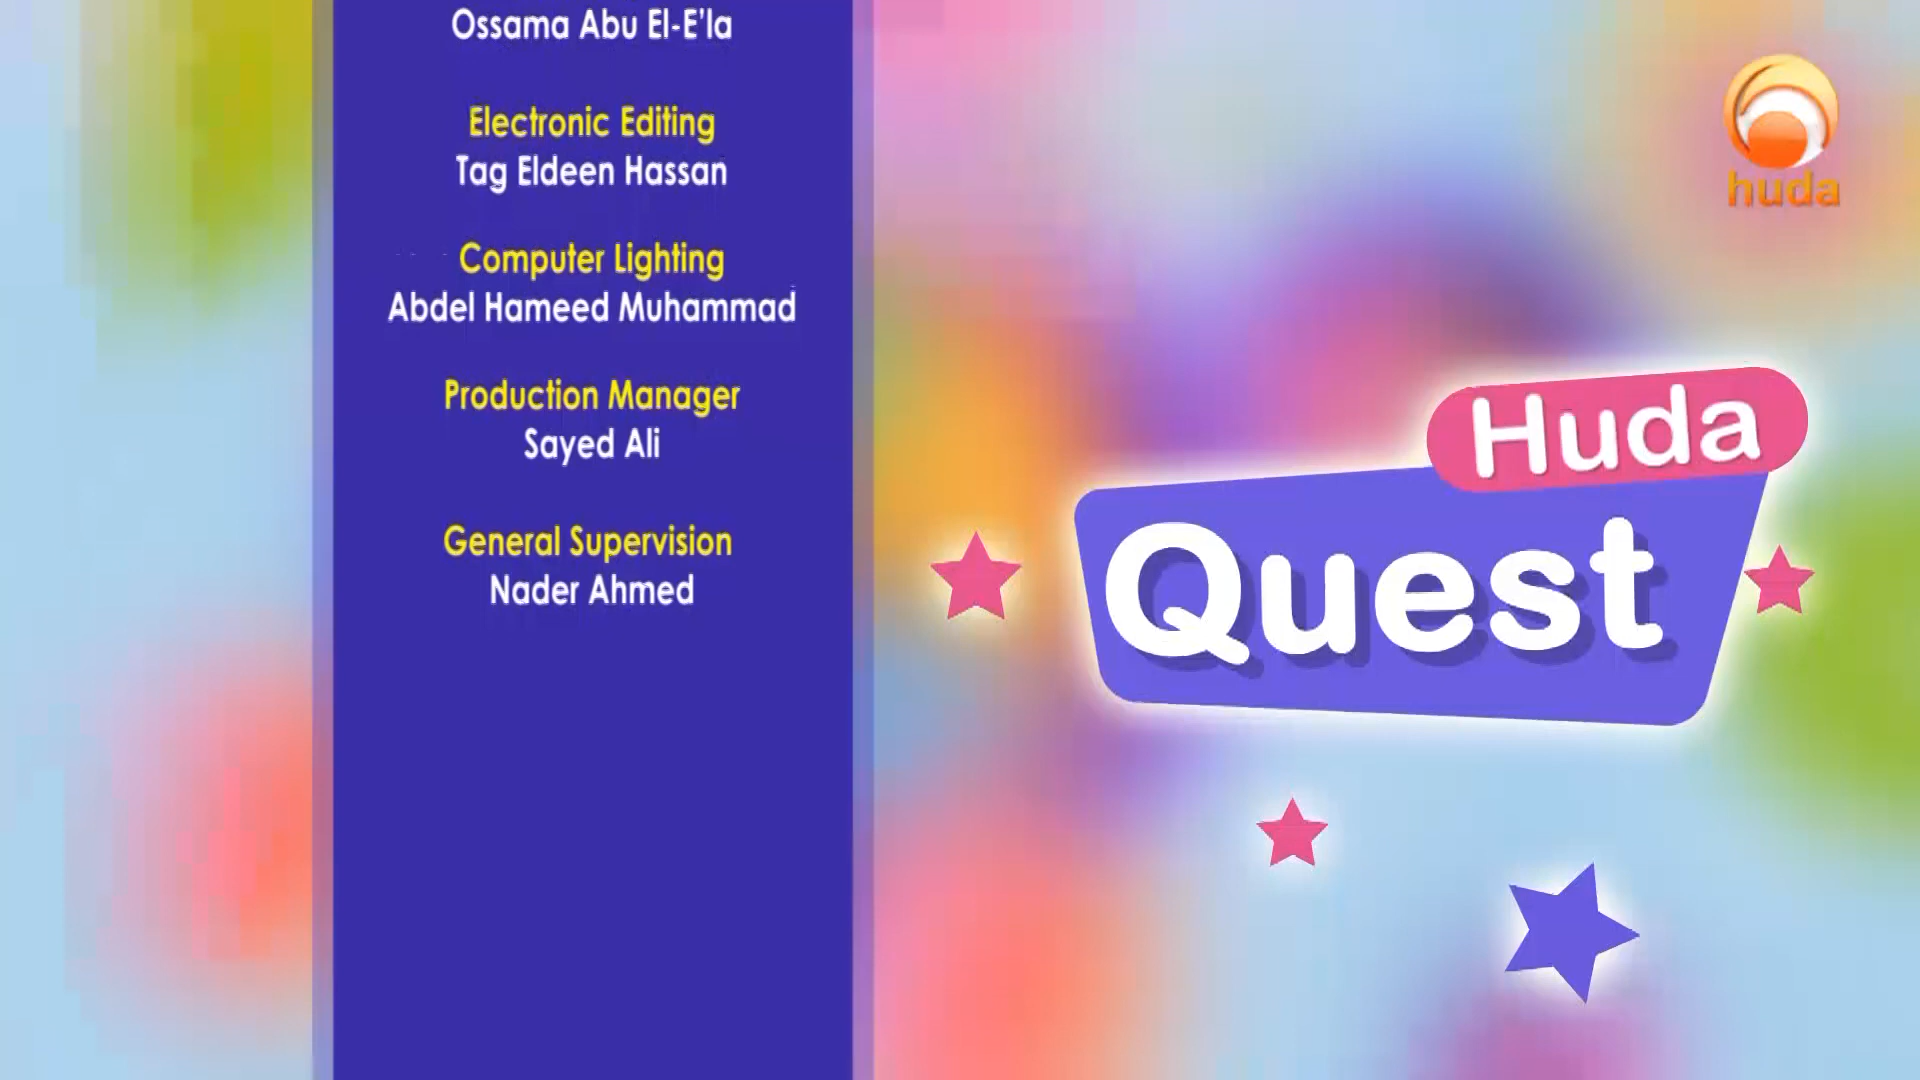 Ossama Abu El-E'la
Electronic Editing
Tag Eldeen Hassan
Computer Lighting
Abdel Hameed Muhammad
Production Manager
Sayed Ali
General Supervision
Nader Ahmed
huda
Huda
Quest